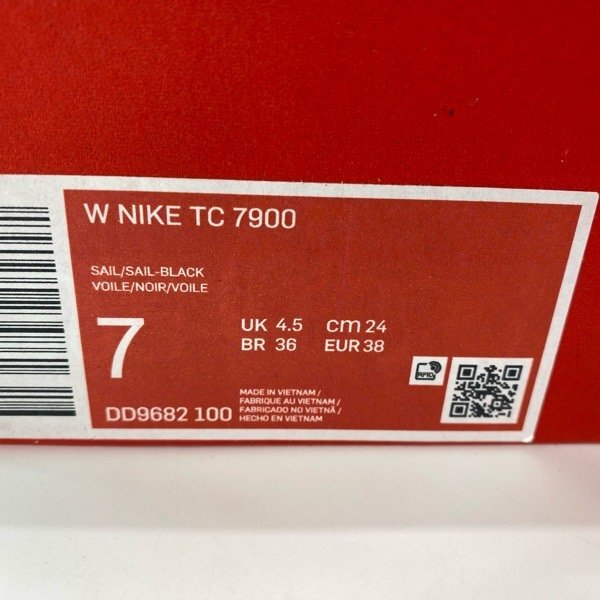 W NIKE TC 7900
SAIL/SAIL-BLACK
VOILE/NOIR/VOILE
7
UK 4.5 cm 24
BR 36 EUR 38
RFID
DD9682 100
MADE IN VIETNAM /
FABRIQUE AU VIETNAM /
FABRICADO NO VIETNÃ /
HECHO EN VIETNAM